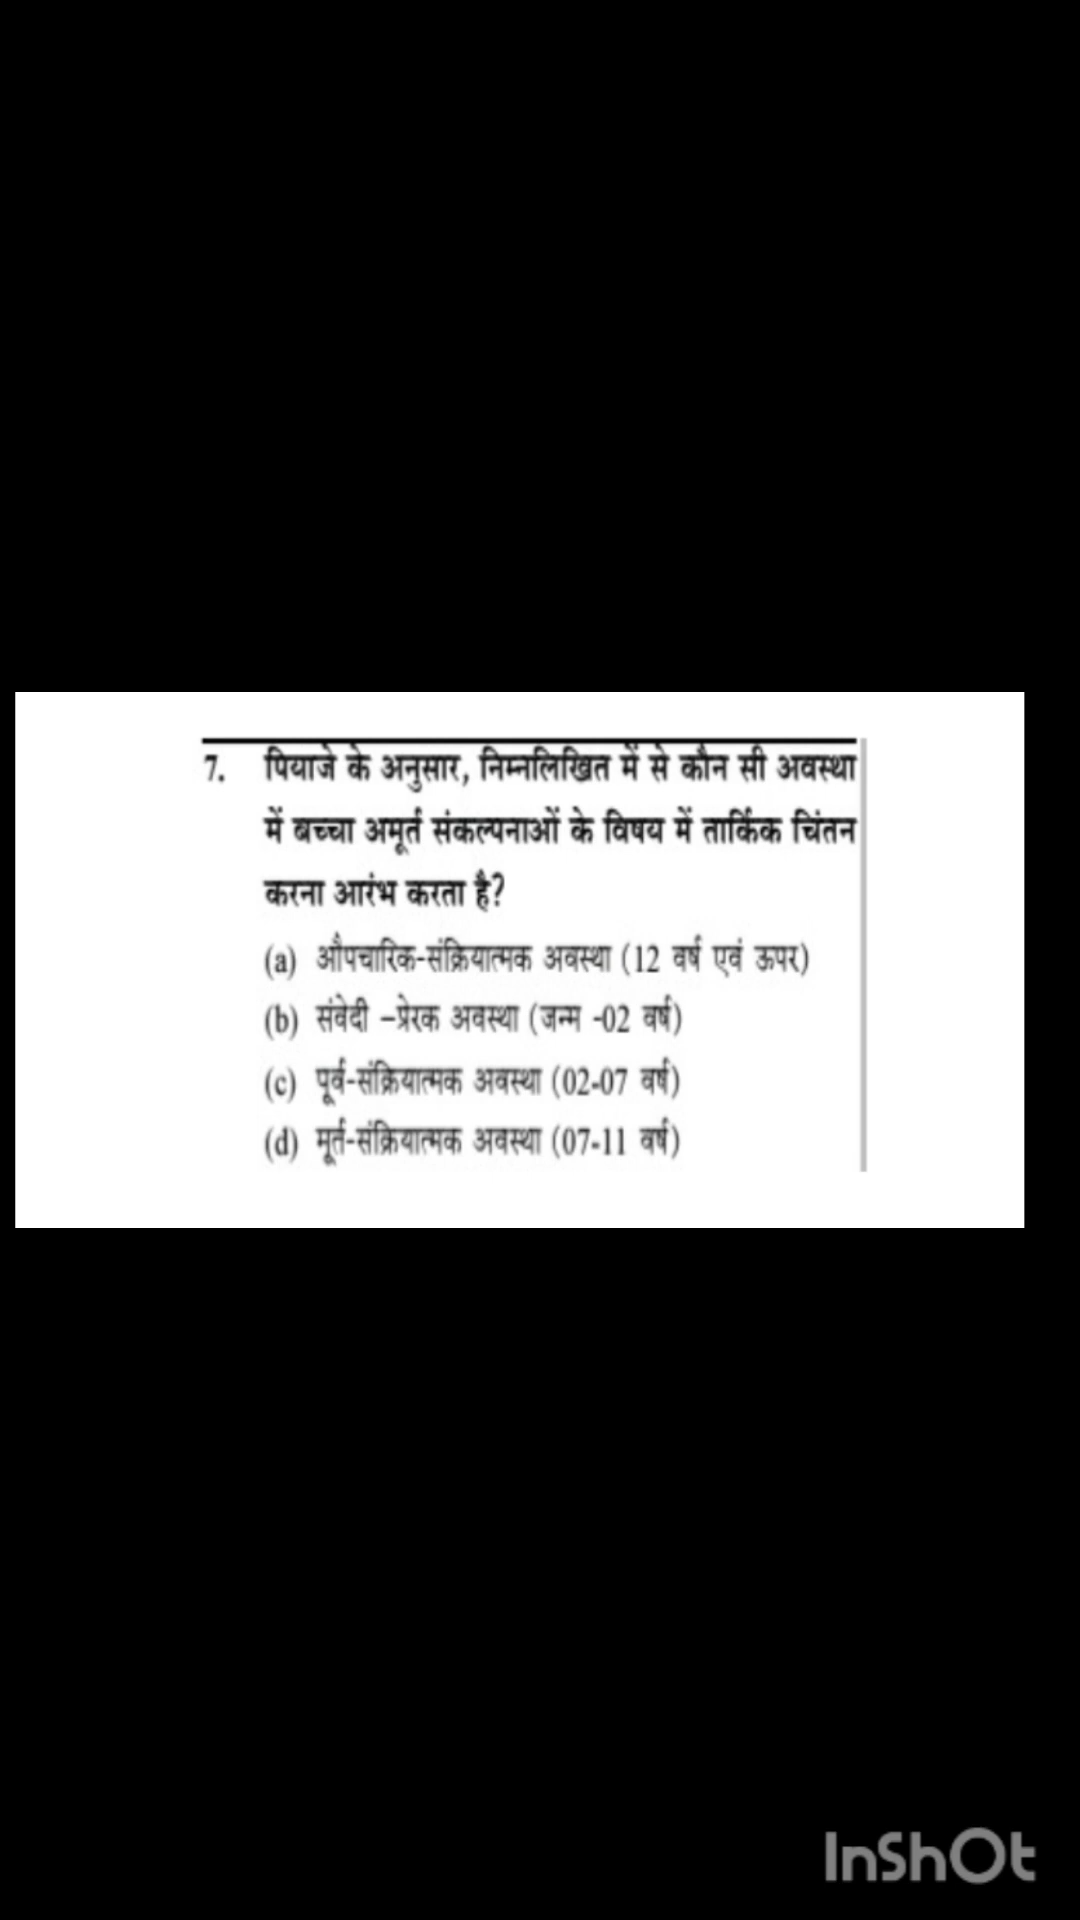 7. पियाजे के अनुसार, निम्नलिखित में से कौन सी अवस्था
में बच्चा अमूर्त संकल्पनाओं के विषय में तार्किक चिंतन
करना आरंभ करता है?
(a) औपचारिक-संक्रियात्मक अवस्था (12 वर्ष एवं ऊपर)
(b) संवेदी –प्रेरक अवस्था (जन्म -02 वर्ष)
(c) पूर्व-संक्रियात्मक अवस्था (02-07 वर्ष)
(d) मूर्त-संक्रियात्मक अवस्था (07-11 वर्ष)
InShOt